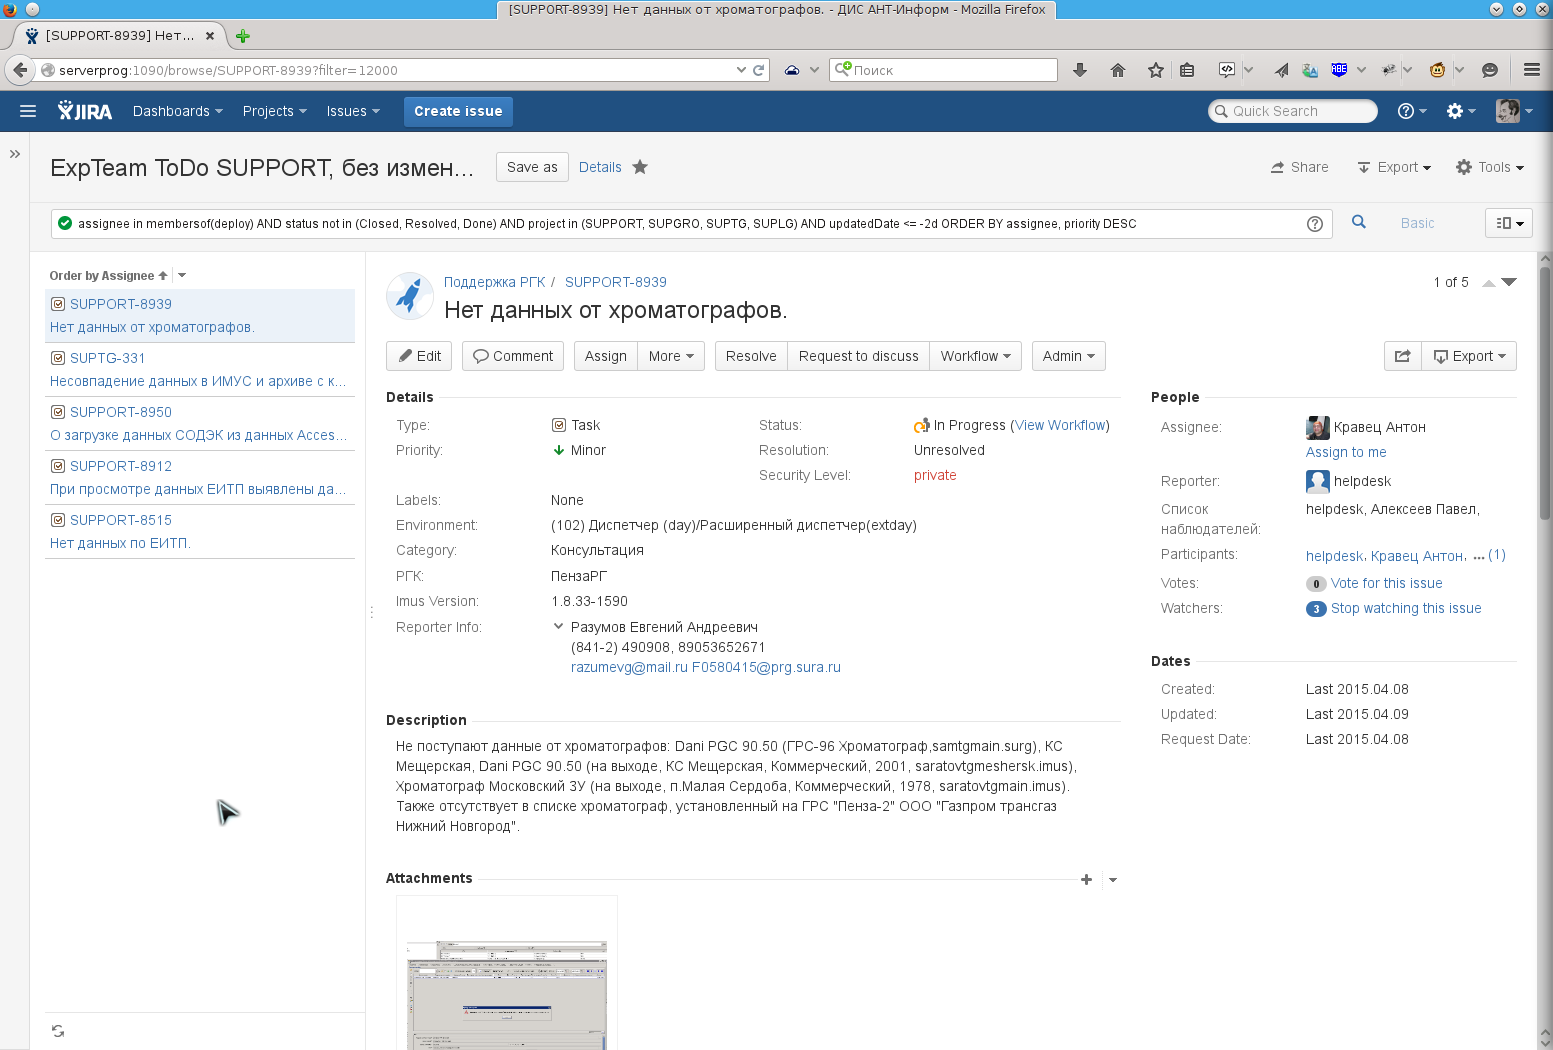 [SUPPORT-8939] Нет данных от хроматографов. - ДИС АНТ-Информ - Mozilla Firefox
[SUPPORT-8939] Нет...
serverprog:1090/browse/SUPPORT-8939?filter=12000
Поиск
ABE
JIRA
Dashboards
Projects
Issues
Create issue
Quick Search
ExpTeam ToDo SUPPORT, без измен...
Save as
Details
Share
Export
Tools
assignee in membersof(deploy) AND status not in (Closed, Resolved, Done) AND project in (SUPPORT, SUPGRO, SUPTG, SUPLG) AND updatedDate <= -2d ORDER BY assignee, priority DESC
Basic
Order by Assignee
SUPPORT-8939
Нет данных от хроматографов.
SUPTG-331
Несовпадение данных в ИМУС и архиве с к...
SUPPORT-8950
О загрузке данных СОДЭК из данных Acces...
SUPPORT-8912
При просмотре данных ЕИТП выявлены да...
SUPPORT-8515
Нет данных по ЕИТП.
Поддержка РГК / SUPPORT-8939
1 of 5
Нет данных от хроматографов.
Edit
Comment
Assign
More
Resolve
Request to discuss
Workflow
Admin
Export
Details
Type: Task
Status: In Progress (View Workflow)
Priority: Minor
Resolution: Unresolved
Security Level: private
Labels: None
Environment: (102) Диспетчер (day)/Расширенный диспетчер(extday)
Category: Консультация
РГК: ПензаРГ
Imus Version: 1.8.33-1590
Reporter Info: Разумов Евгений Андреевич
(841-2) 490908, 89053652671
razumevg@mail.ru F0580415@prg.sura.ru
Description
Не поступают данные от хроматографов: Dani PGC 90.50 (ГРС-96 Хроматограф,samtgmain.surg), КС
Мещерская, Dani PGC 90.50 (на выходе, КС Мещерская, Коммерческий, 2001, saratovtgmeshersk.imus),
Хроматограф Московский ЗУ (на выходе, п.Малая Сердоба, Коммерческий, 1978, saratovtgmain.imus).
Также отсутствует в списке хроматограф, установленный на ГРС "Пенза-2" ООО "Газпром трансгаз
Нижний Новгород".
Attachments
People
Assignee: Кравец Антон
Assign to me
Reporter: helpdesk
Список
наблюдателей: helpdesk, Алексеев Павел,
Participants: helpdesk, Кравец Антон, ... (1)
Votes: 0 Vote for this issue
Watchers: 3 Stop watching this issue
Dates
Created: Last 2015.04.08
Updated: Last 2015.04.09
Request Date: Last 2015.04.08